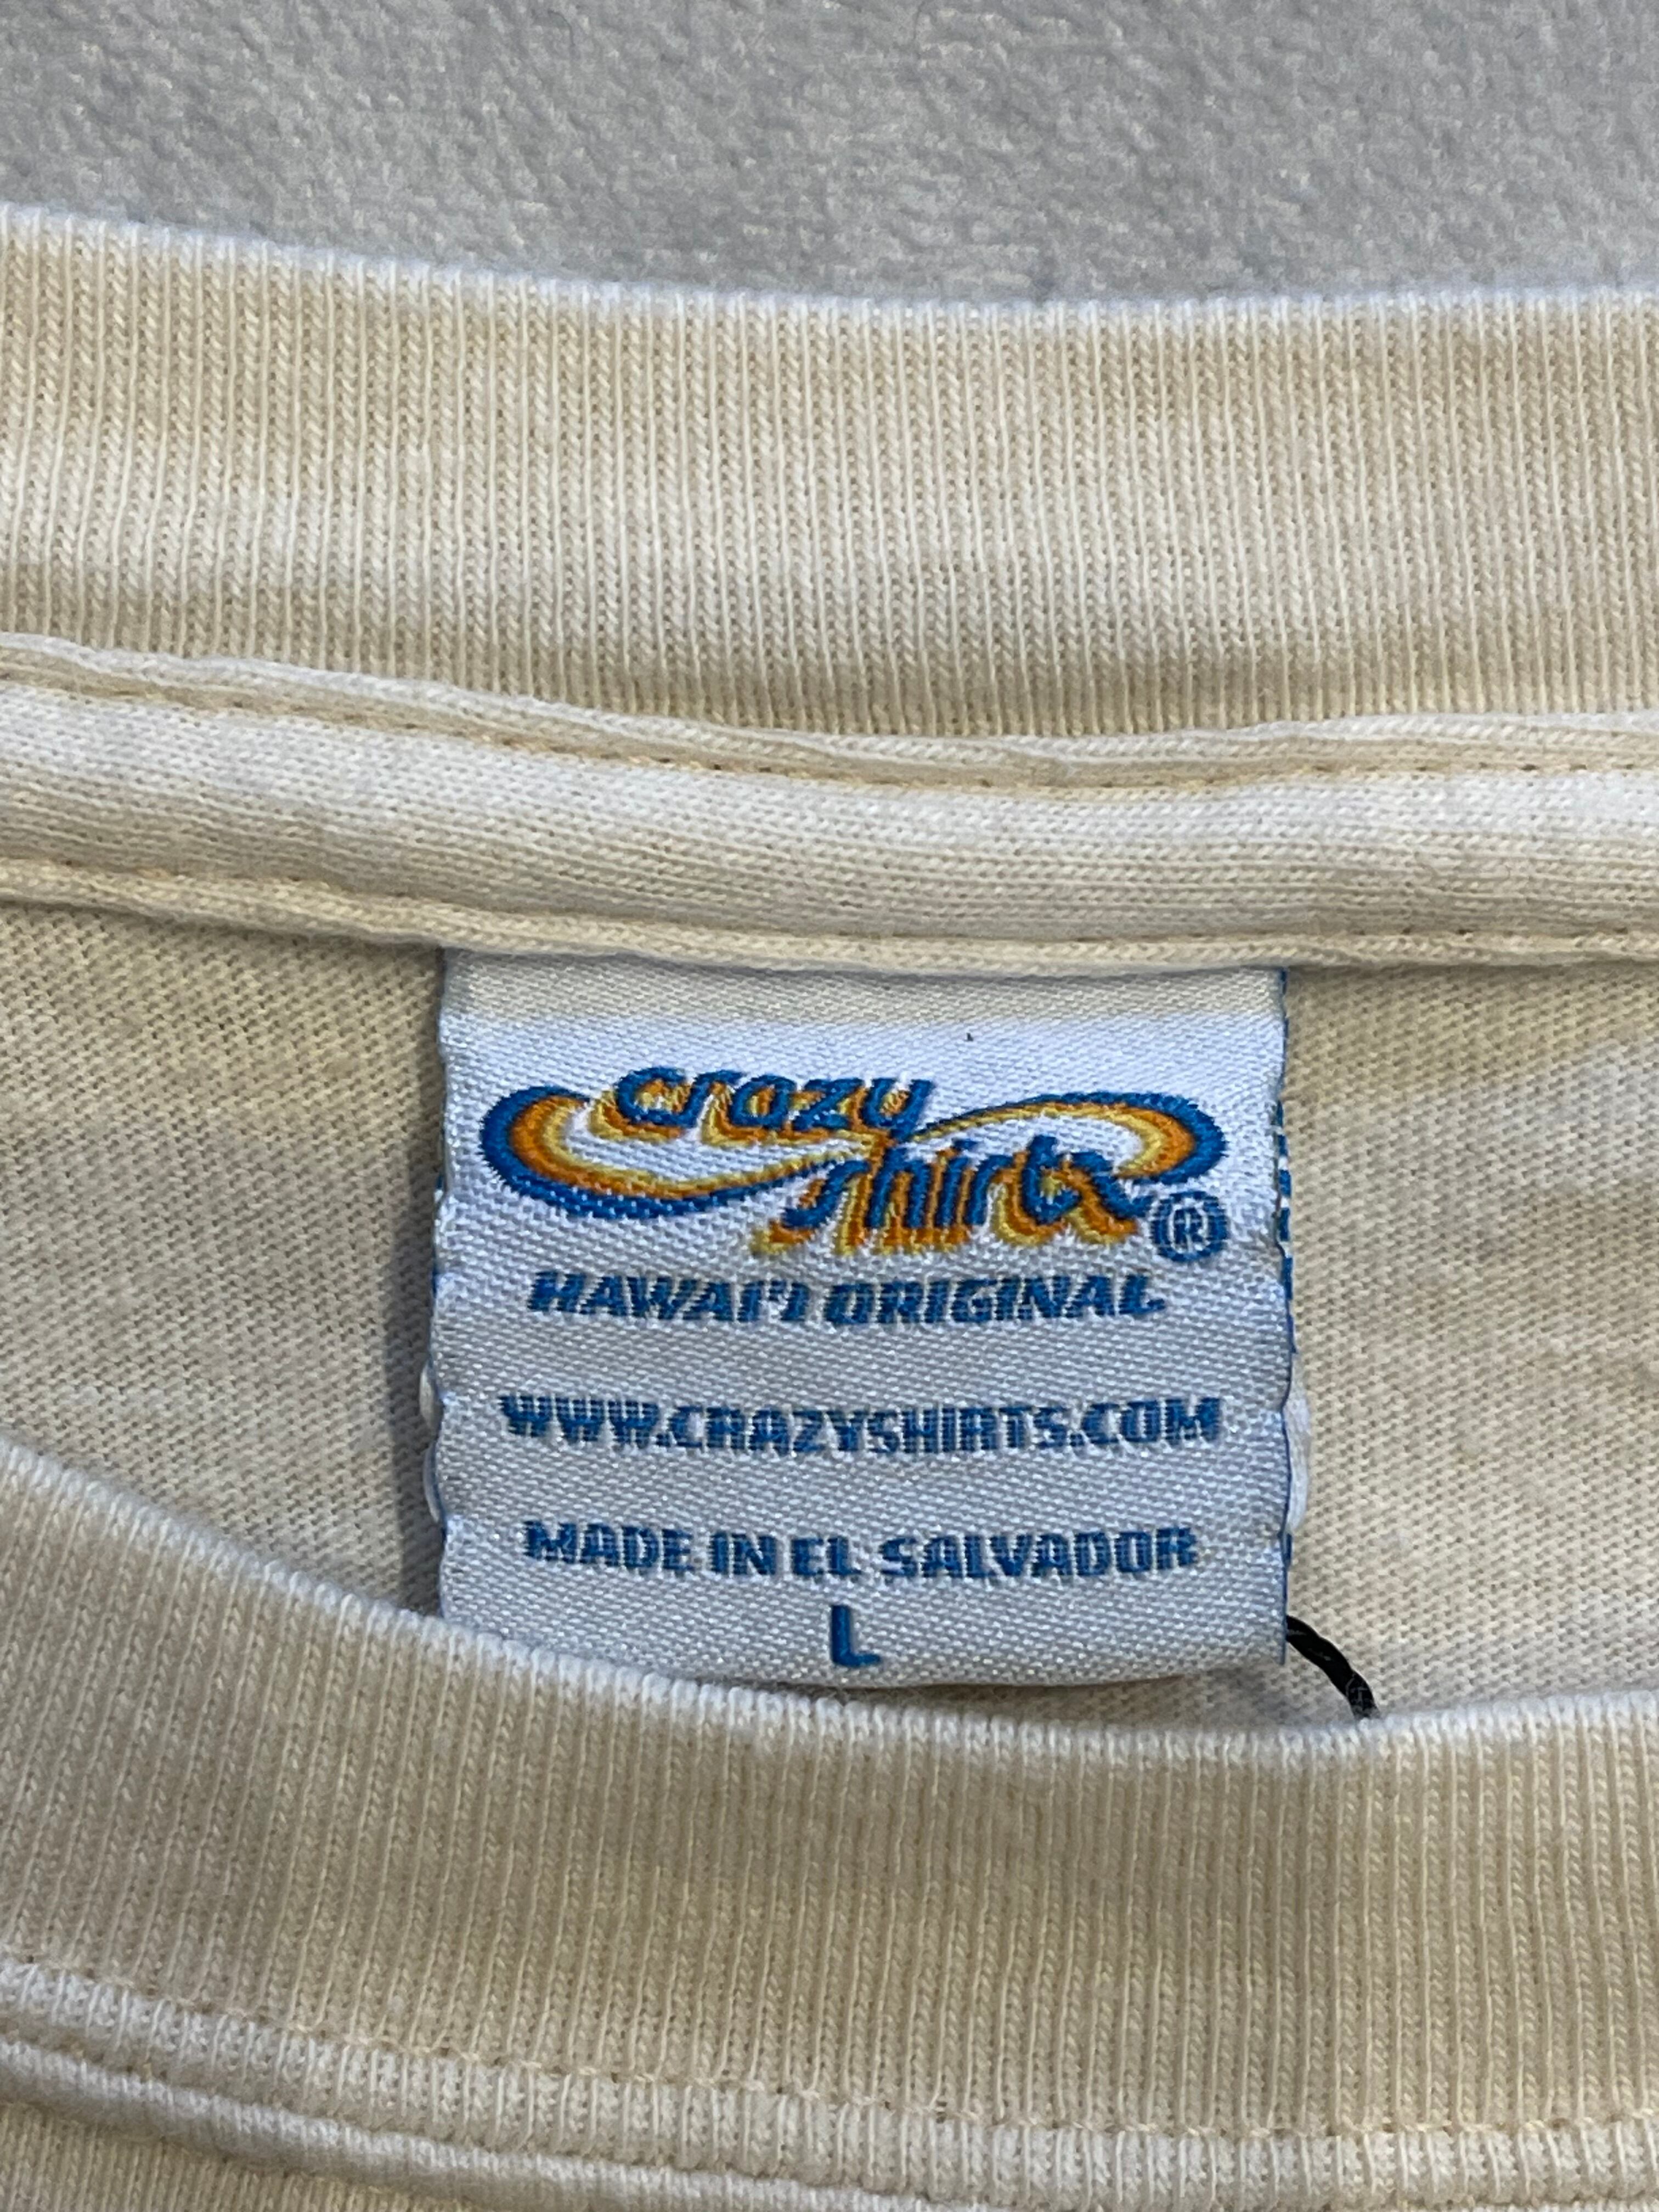 crazy
shirts®
HAWAI'I ORIGINAL
WWW.CRAZYSHIRTS.COM
MADE IN EL SALVADOR
L